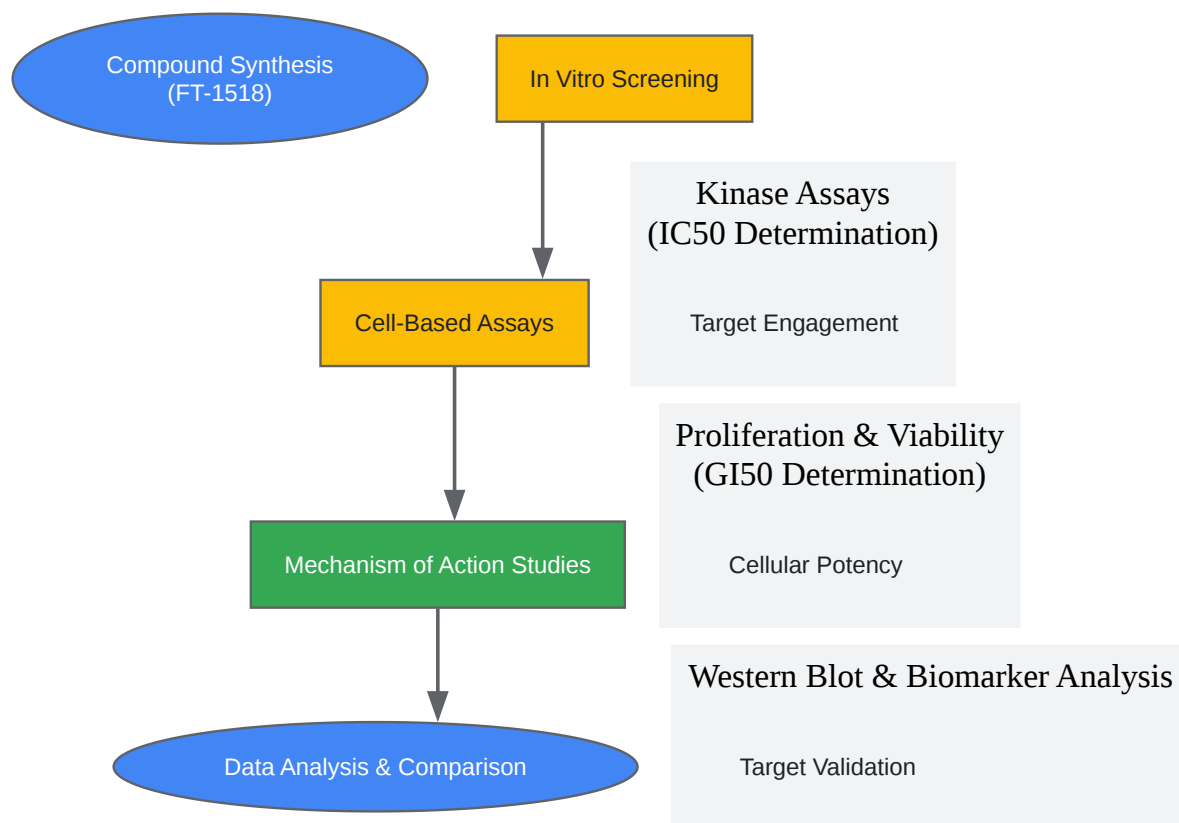 Compound Synthesis
(FT-1518)
In Vitro Screening
Kinase Assays
(IC50 Determination)
Target Engagement
Cell-Based Assays
Proliferation & Viability
(GI50 Determination)
Cellular Potency
Mechanism of Action Studies
Western Blot & Biomarker Analysis
Target Validation
Data Analysis & Comparison